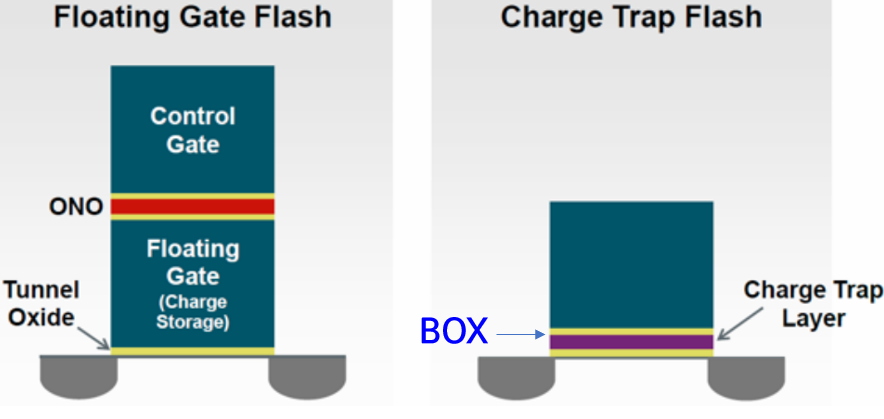 Floating Gate Flash
Control
Gate
ONO
Floating
Gate
(Charge
Storage)
Tunnel
Oxide
Charge Trap Flash
BOX
Charge Trap
Layer